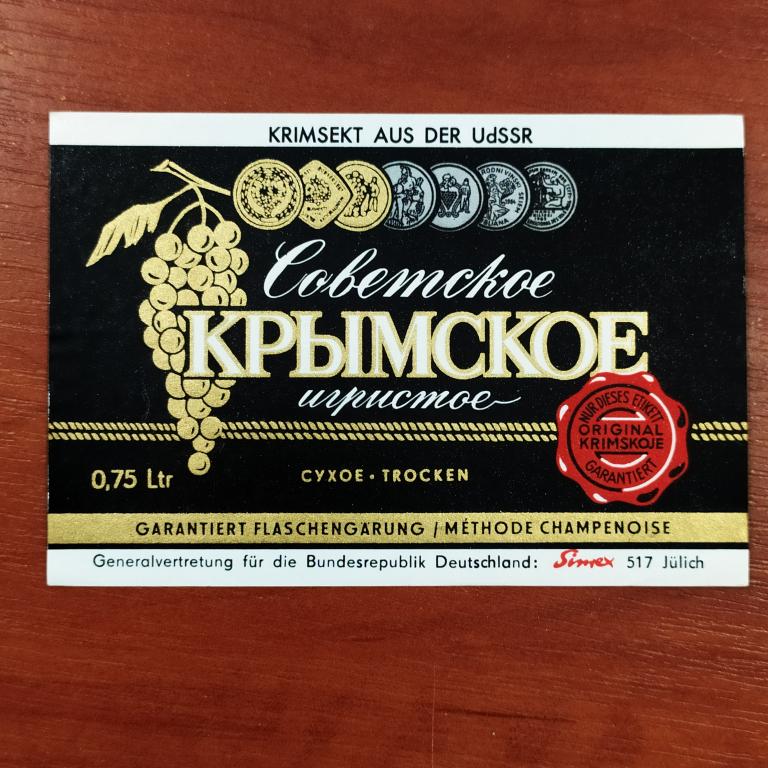 KRIMSEKT AUS DER UdSSR
Советское
КРЫМСКОЕ
игристое
NUR DIESES ETIKETT
ORIGINAL
KRIMSKOJE
GARANTIERT
0,75 Ltr
СУХОЕ • TROCKEN
GARANTIERT FLASCHENGÄRUNG / MÉTHODE CHAMPENOISE
Generalvertretung für die Bundesrepublik Deutschland: Simex 517 Jülich